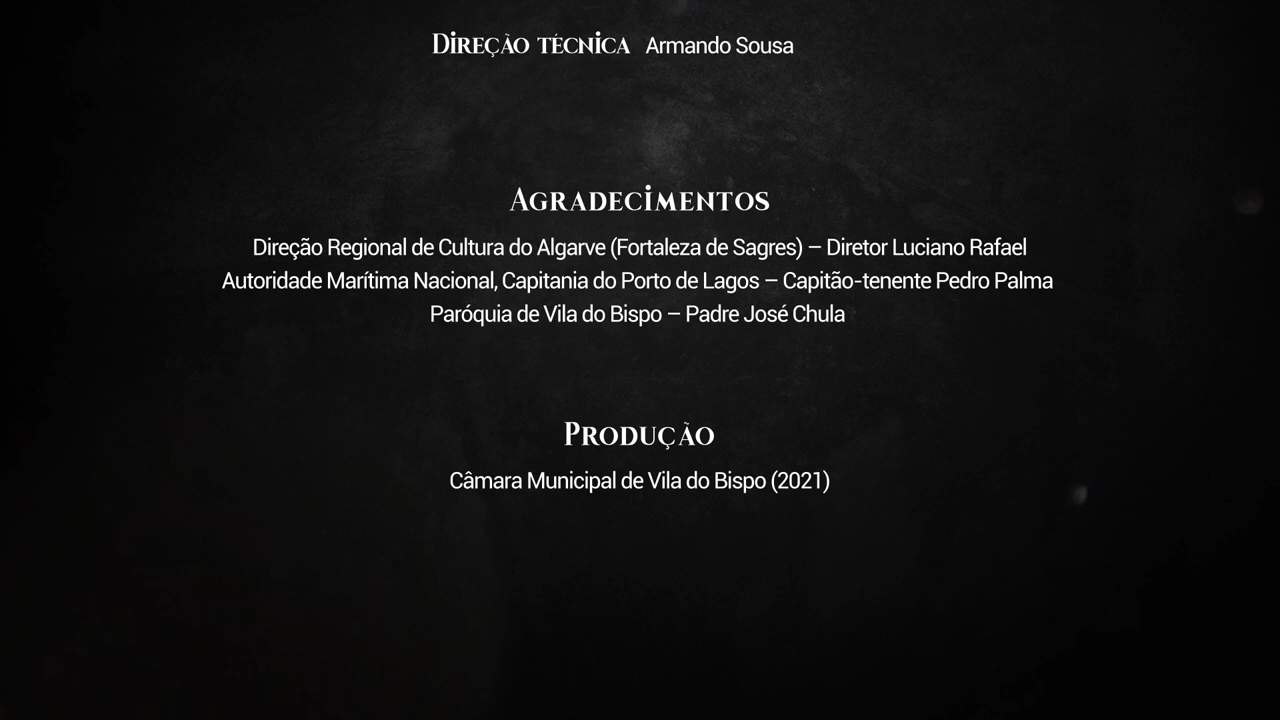 Direção técnica Armando Sousa
Agradecimentos
Direção Regional de Cultura do Algarve (Fortaleza de Sagres) – Diretor Luciano Rafael
Autoridade Marítima Nacional, Capitania do Porto de Lagos – Capitão-tenente Pedro Palma
Paróquia de Vila do Bispo – Padre José Chula
Produção
Câmara Municipal de Vila do Bispo (2021)